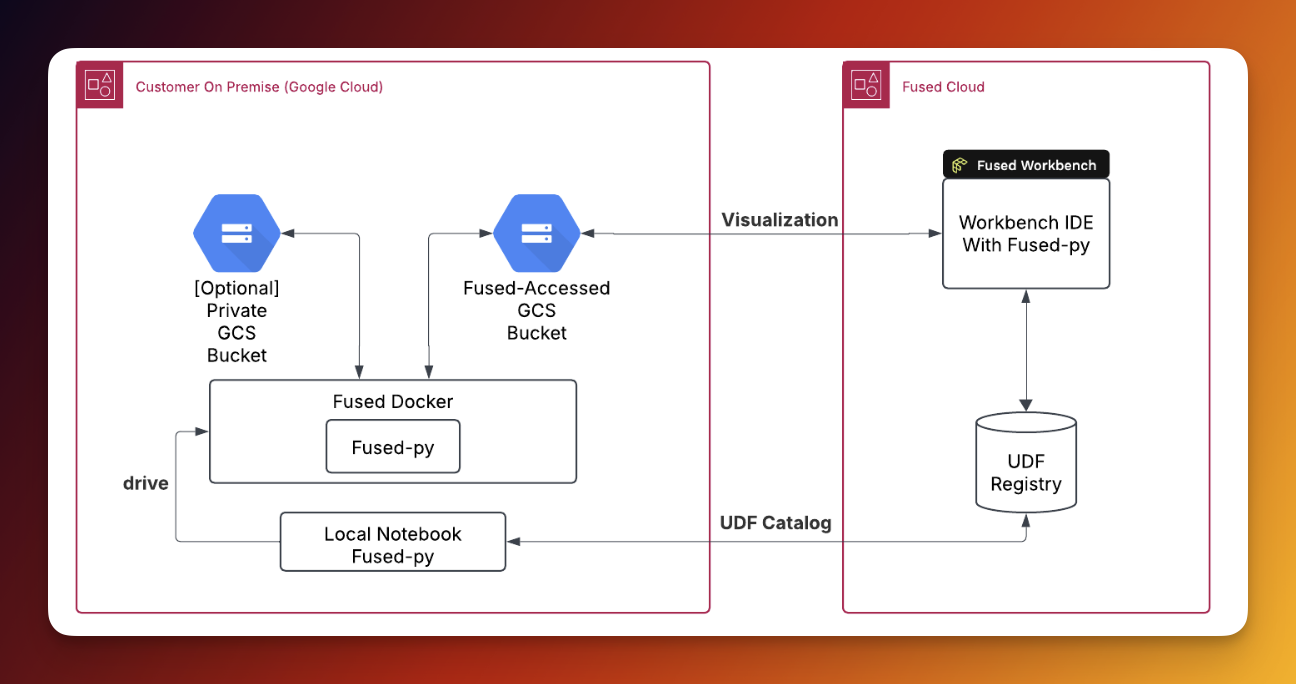 Customer On Premise (Google Cloud)
Fused Cloud
Fused Workbench
Workbench IDE
With Fused-py
Visualization
[Optional]
Private
GCS
Bucket
Fused-Accessed
GCS
Bucket
Fused Docker
Fused-py
drive
UDF
Registry
Local Notebook
Fused-py
UDF Catalog